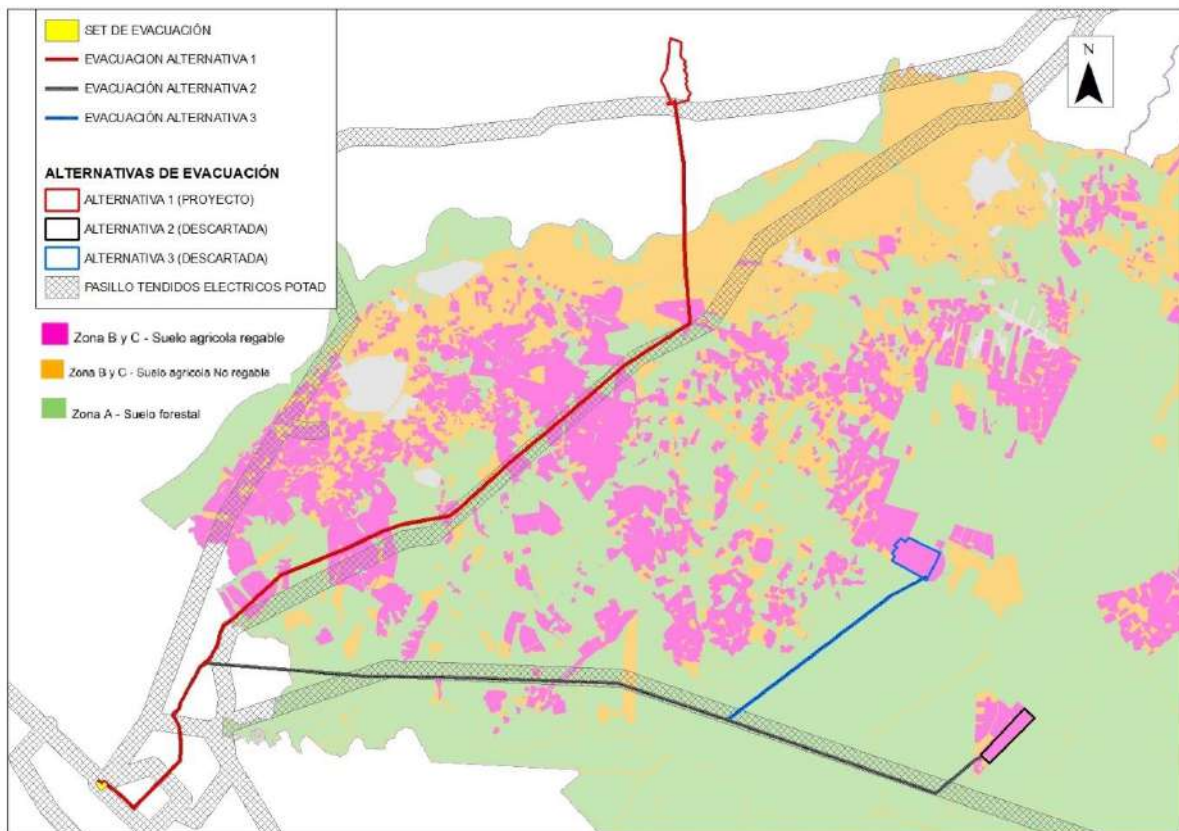 SET DE EVACUACIÓN
EVACUACION ALTERNATIVA 1
EVACUACIÓN ALTERNATIVA 2
EVACUACIÓN ALTERNATIVA 3
ALTERNATIVAS DE EVACUACIÓN
ALTERNATIVA 1 (PROYECTO)
ALTERNATIVA 2 (DESCARTADA)
ALTERNATIVA 3 (DESCARTADA)
PASILLO TENDIDOS ELECTRICOS POTAD
Zona B y C - Suelo agricola regable
Zona B y C - Suelo agricola No regable
Zona A - Suelo forestal
N